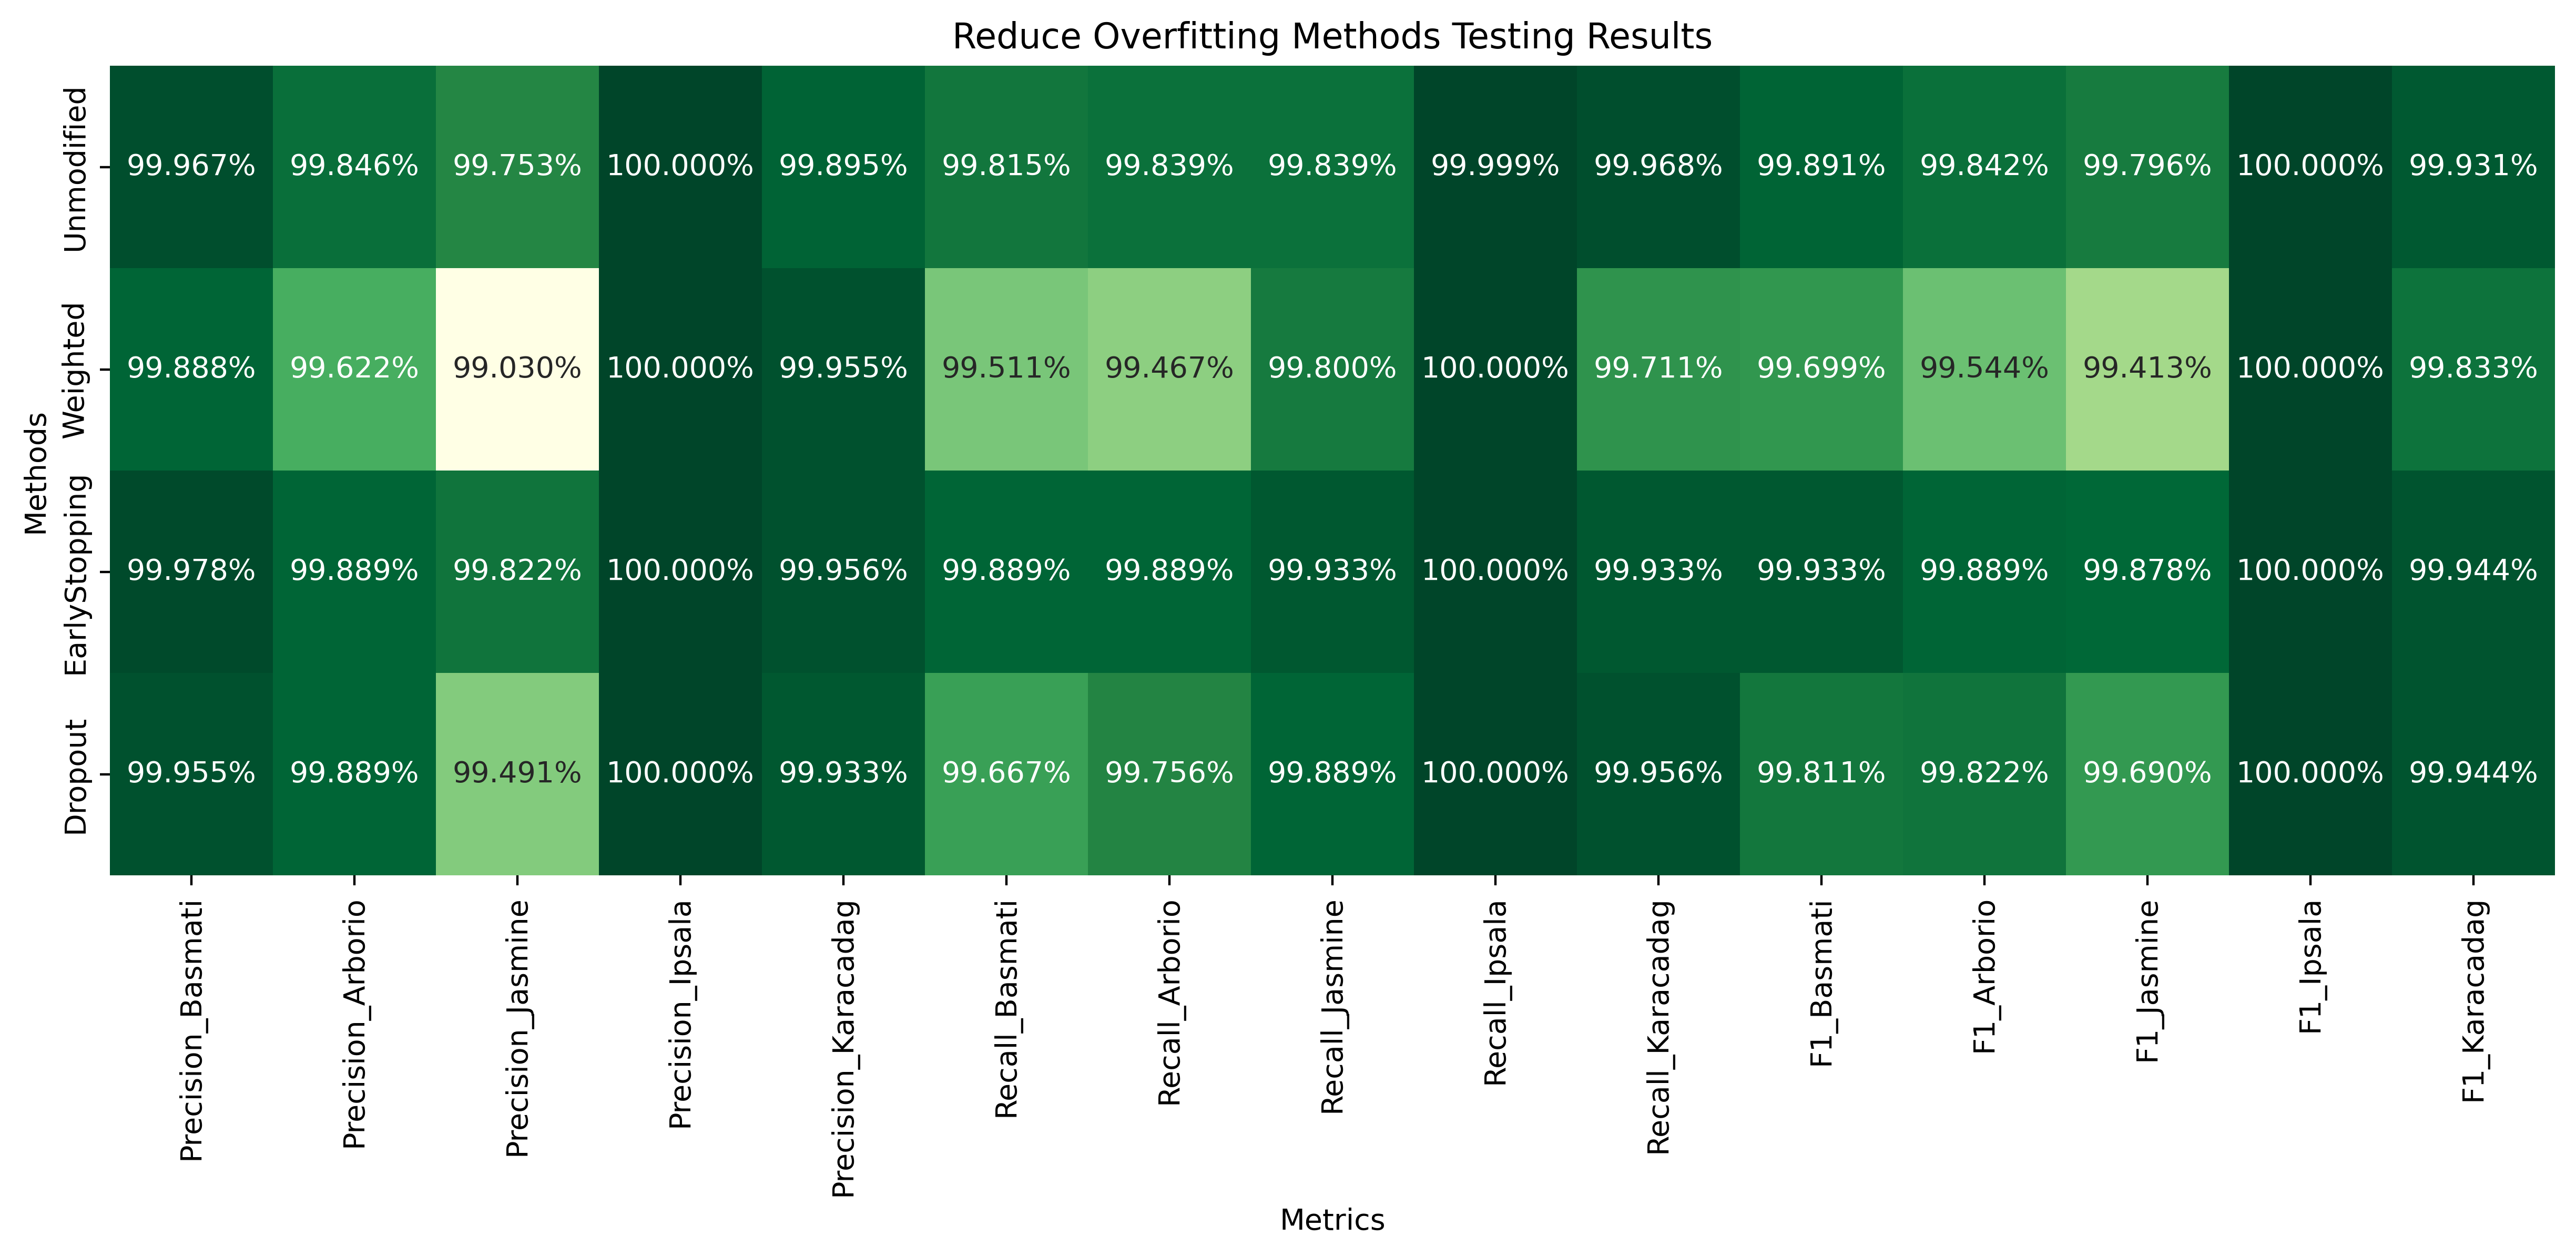 Reduce Overfitting Methods Testing Results
Methods
Unmodified
99.967% 99.846% 99.753% 100.000% 99.895% 99.815% 99.839% 99.839% 99.999% 99.968% 99.891% 99.842% 99.796% 100.000% 99.931%
Weighted
99.888% 99.622% 99.030% 100.000% 99.955% 99.511% 99.467% 99.800% 100.000% 99.711% 99.699% 99.544% 99.413% 100.000% 99.833%
EarlyStopping
99.978% 99.889% 99.822% 100.000% 99.956% 99.889% 99.889% 99.933% 100.000% 99.933% 99.933% 99.889% 99.878% 100.000% 99.944%
Dropout
99.955% 99.889% 99.491% 100.000% 99.933% 99.667% 99.756% 99.889% 100.000% 99.956% 99.811% 99.822% 99.690% 100.000% 99.944%
Precision_Basmati
Precision_Arborio
Precision_Jasmine
Precision_Ipsala
Precision_Karacadag
Recall_Basmati
Recall_Arborio
Recall_Jasmine
Recall_Ipsala
Recall_Karacadag
F1_Basmati
F1_Arborio
F1_Jasmine
F1_Ipsala
F1_Karacadag
Metrics